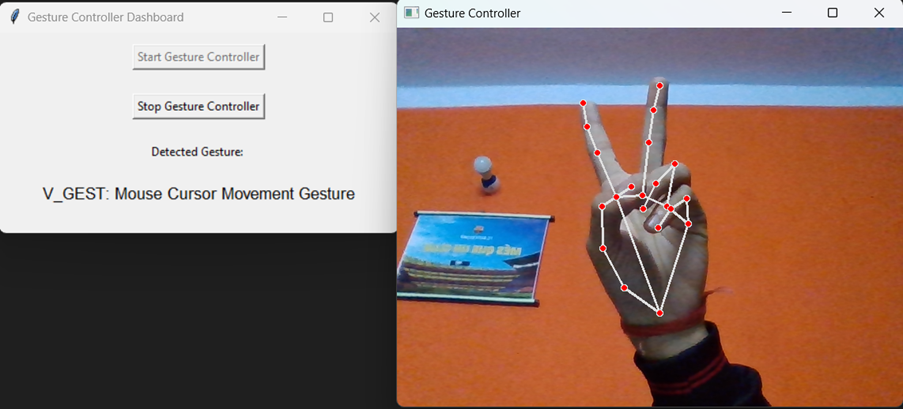 Gesture Controller Dashboard
Start Gesture Controller
Stop Gesture Controller
Detected Gesture:
V_GEST: Mouse Cursor Movement Gesture
Gesture Controller